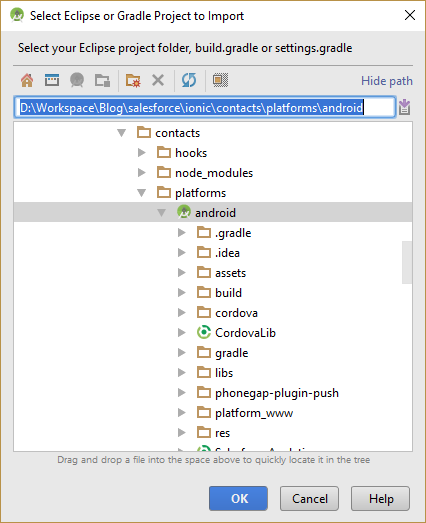 Select Eclipse or Gradle Project to Import
Select your Eclipse project folder, build.gradle or settings.gradle
Hide path
D:\Workspace\Blog\salesforce\ionic\contacts\platforms\android
contacts
hooks
node_modules
platforms
android
.gradle
.idea
assets
build
cordova
CordovaLib
gradle
libs
phonegap-plugin-push
platform_www
res
Drag and drop a file into the space above to quickly locate it in the tree
OK Cancel Help